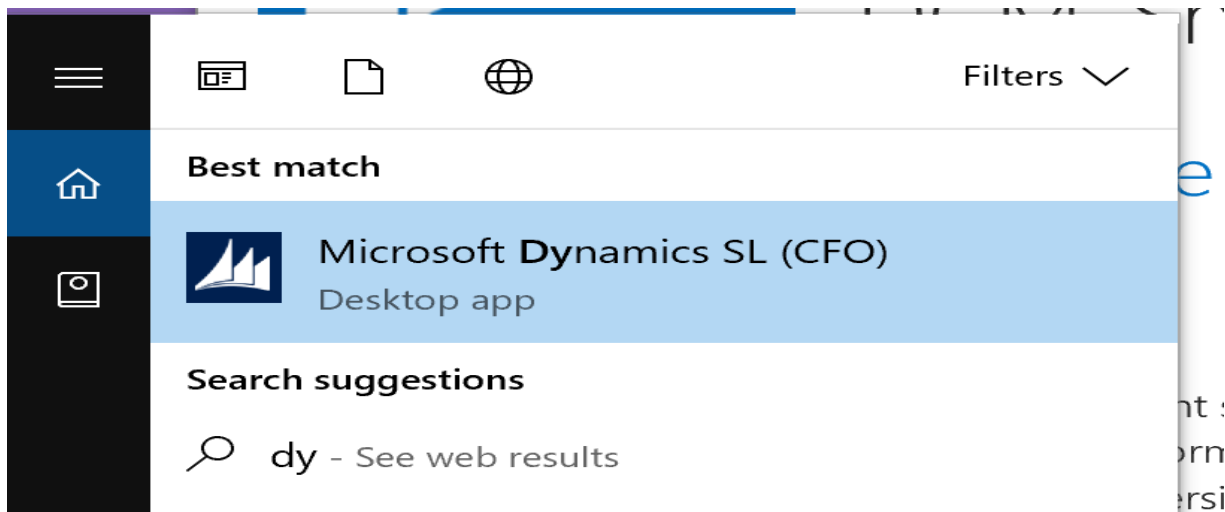 Filters
Best match
Microsoft Dynamics SL (CFO)
Desktop app
Search suggestions
dy - See web results